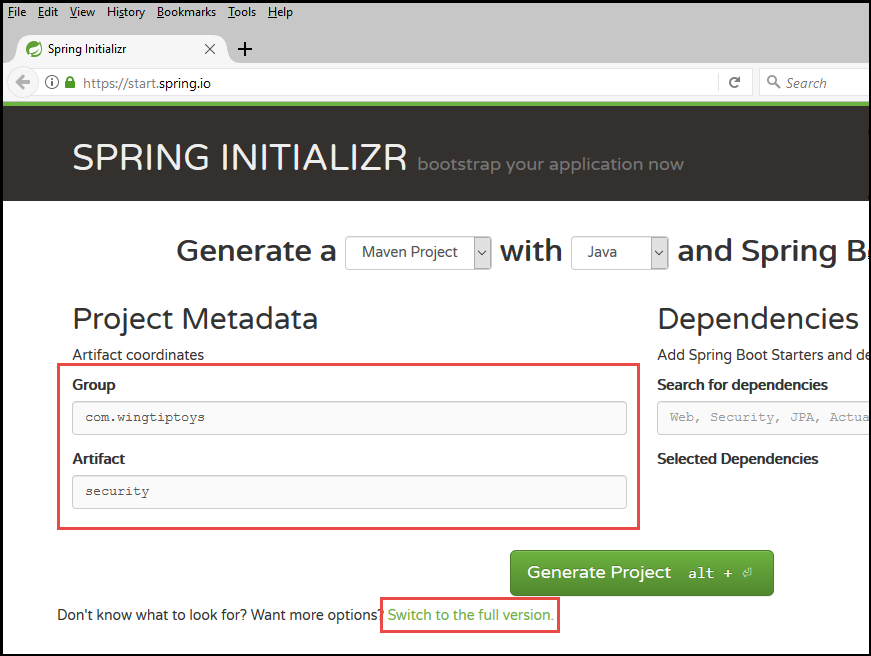 File Edit View History Bookmarks Tools Help
Spring Initializr
https://start.spring.io
Search
SPRING INITIALIZR bootstrap your application now
Generate a Maven Project with Java and Spring B
Project Metadata
Artifact coordinates
Group
com.wingtiptoys
Artifact
security
Dependencies
Add Spring Boot Starters and de
Search for dependencies
Web, Security, JPA, Actua
Selected Dependencies
Generate Project alt + ⏎
Don't know what to look for? Want more options? Switch to the full version.